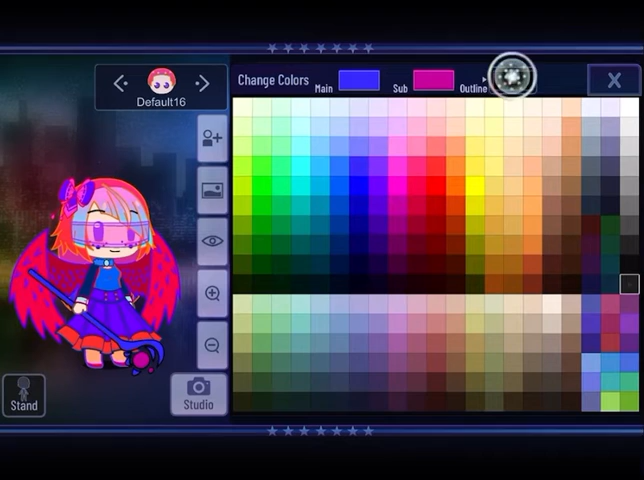 Change Colors
Main
Sub
Outline
X
Default16
Studio
Stand